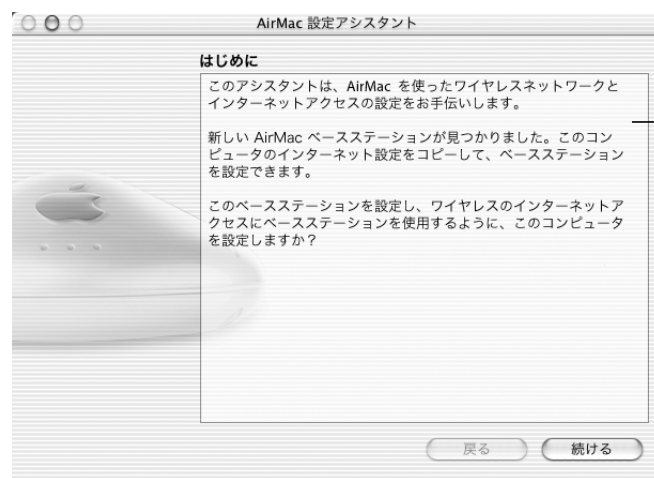 AirMac 設定アシスタント
はじめに
このアシスタントは、AirMac を使ったワイヤレスネットワークと
インターネットアクセスの設定をお手伝いします。
新しい AirMac ベースステーションが見つかりました。このコン
ピュータのインターネット設定をコピーして、ベースステーション
を設定できます。
このベースステーションを設定し、ワイヤレスのインターネットア
クセスにベースステーションを使用するように、このコンピュータ
を設定しますか？
戻る
続ける